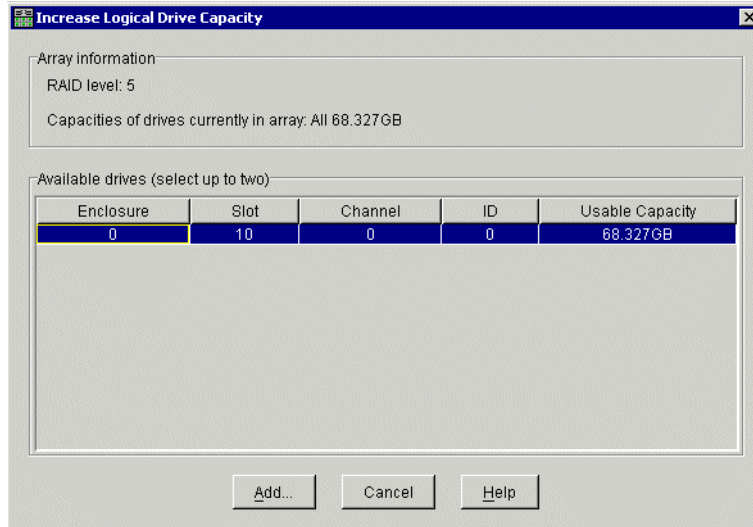 Increase Logical Drive Capacity
Array information
RAID level: 5
Capacities of drives currently in array: All 68.327GB
Available drives (select up to two)
Enclosure Slot Channel ID Usable Capacity
0 10 0 0 68.327GB
Add... Cancel Help